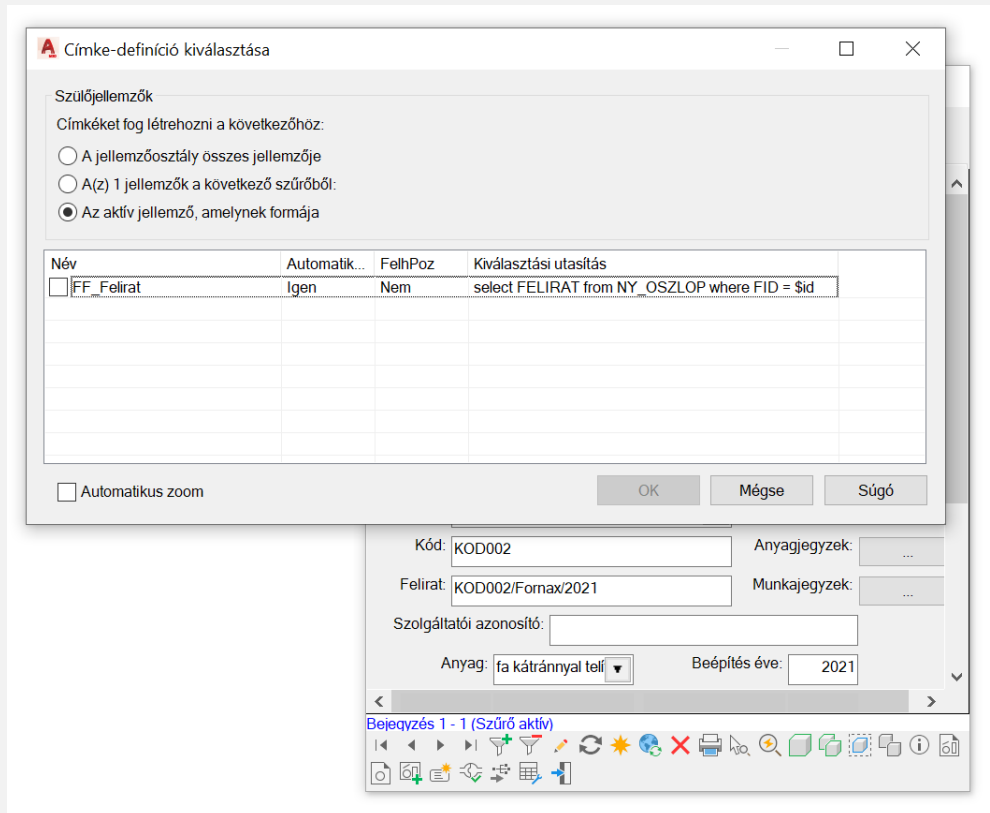 Címke-definíció kiválasztása
Szülőjellemzők
Címkéket fog létrehozni a következőhöz:
A jellemzőosztály összes jellemzője
A(z) 1 jellemzők a következő szűrőből:
Az aktív jellemző, amelynek formája
Név Automatik... FelhPoz Kiválasztási utasítás
FF_Felirat Igen Nem select FELIRAT from NY_OSZLOP where FID = $id
Automatikus zoom OK Mégse Súgó
Kód: KOD002 Anyagjegyzek: ...
Felirat: KOD002/Fornax/2021 Munkajegyzek: ...
Szolgáltatói azonosító:
Anyag: fa kátránnyal telí Beépítés éve: 2021
Bejegyzés 1 - 1 (Szűrő aktív)